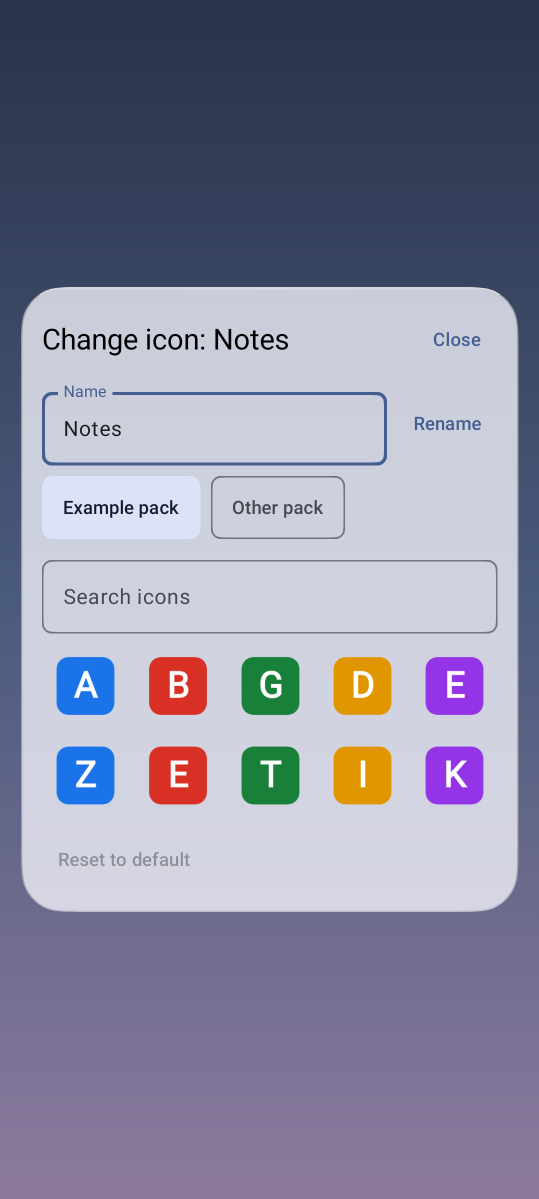 Change icon: Notes
Close
Name
Notes
Rename
Example pack
Other pack
Search icons
A B G D E
Z E T I K
Reset to default